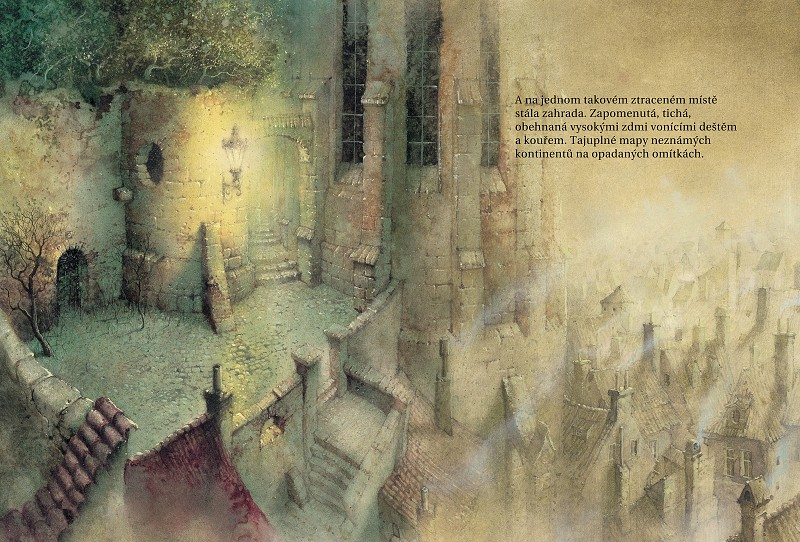 A na jednom takovém ztraceném místě
stála zahrada. Zapomenutá, tichá,
obehnaná vysokými zdmi vonícími deštěm
a kouřem. Tajuplné mapy neznámých
kontinentů na opadaných omítkách.